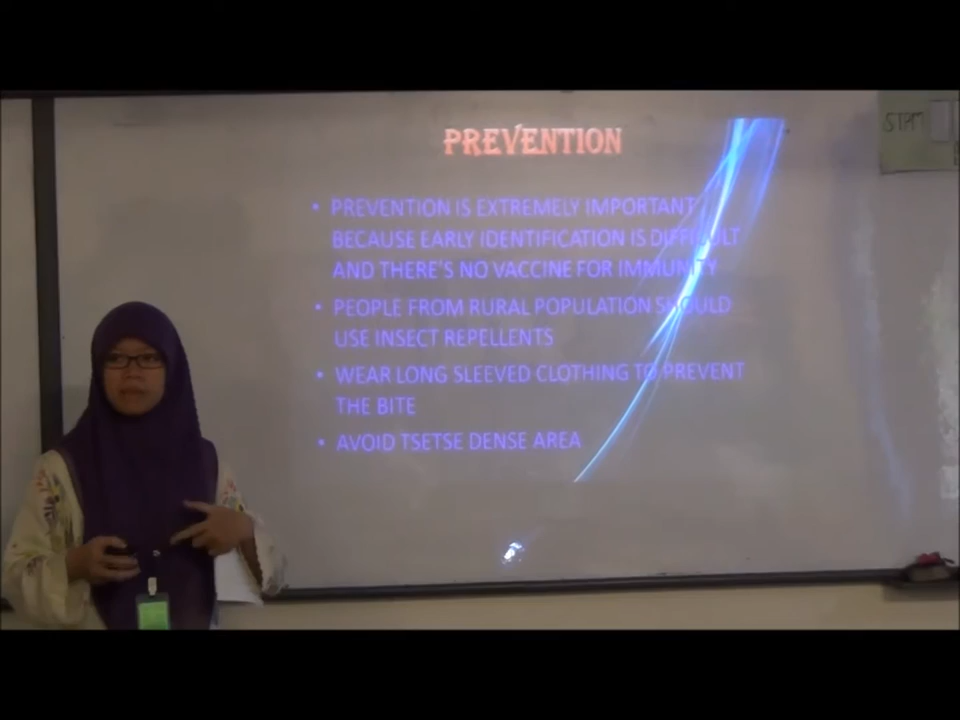 STPM
PREVENTION
• PREVENTION IS EXTREMELY IMPORTANT
BECAUSE EARLY IDENTIFICATION IS DIFFICULT
AND THERE'S NO VACCINE FOR IMMUNITY
• PEOPLE FROM RURAL POPULATION SHOULD
USE INSECT REPELLENTS
• WEAR LONG SLEEVED CLOTHING TO PREVENT
THE BITE
• AVOID TSETSE DENSE AREA